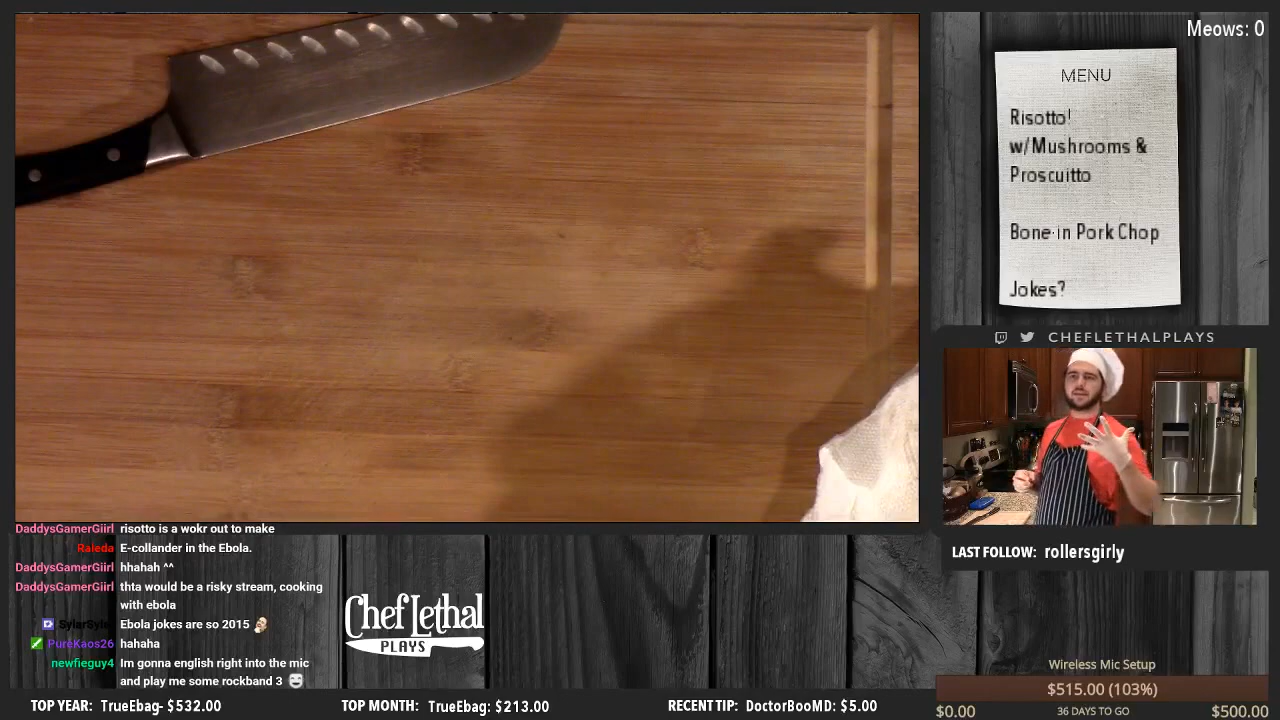 Meows: 0
MENU
Risotto!
w/Mushrooms &
Proscuitto
Bone-in Pork Chop
Jokes?
CHEFLETHALPLAYS
LAST FOLLOW: rollersgirly
DaddysGamerGiirl risotto is a wokr out to make
Raleda E-collander in the Ebola.
DaddysGamerGiirl hhahah ^^
DaddysGamerGiirl thta would be a risky stream, cooking
with ebola
Ebola jokes are so 2015
PureKaos26 hahaha
newfieguy4 Im gonna english right into the mic
and play me some rockband 3
Chef Lethal
PLAYS
Wireless Mic Setup
$515.00 (103%)
$0.00 36 DAYS TO GO $500.00
TOP YEAR: TrueEbag- $532.00 TOP MONTH: TrueEbag: $213.00 RECENT TIP: DoctorBooMD: $5.00